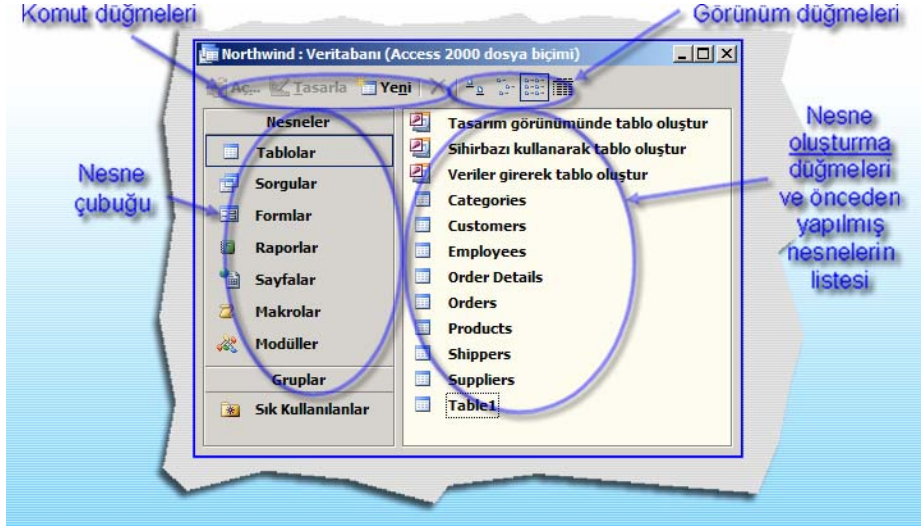 Komut düğmeleri
Görünüm düğmeleri
Northwind : Veritabanı (Access 2000 dosya biçimi)
Aç... Tasarla Yeni
Nesneler
Tablolar
Sorgular
Formlar
Raporlar
Sayfalar
Makrolar
Modüller
Gruplar
Sık Kullanılanlar
Tasarım görünümünde tablo oluştur
Sihirbazı kullanarak tablo oluştur
Veriler girerek tablo oluştur
Categories
Customers
Employees
Order Details
Orders
Products
Shippers
Suppliers
Table1
Nesne
çubuğu
Nesne
oluşturma
düğmeleri
ve önceden
yapılmış
nesnelerin
listesi